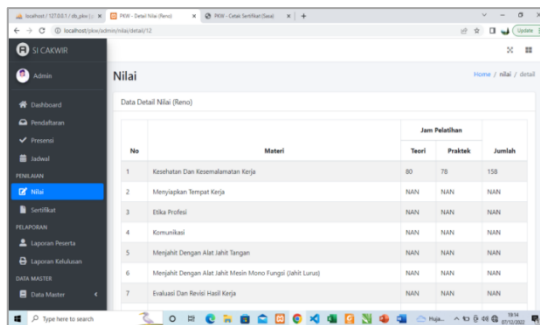 localhost / 127.0.0.1 / db_pkw |
PKW - Detail Nilai (Reno)
PKW - Cetak Sertifikat (Sasa)
localhost/pkw/admin/nilai/detail/12
Update
SI CAKWIR
Admin
Nilai
Home / nilai / detail
Dashboard
Pendaftaran
Presensi
Jadwal
PENILAIAN
Nilai
Sertifikat
PELAPORAN
Laporan Peserta
Laporan Kelulusan
DATA MASTER
Data Master
Data Detail Nilai (Reno)
Jam Pelatihan
No Materi Teori Praktek Jumlah
1 Kesehatan Dan Kesemalamatan Kerja 80 78 158
2 Menyiapkan Tempat Kerja NAN NAN NAN
3 Etika Profesi NAN NAN NAN
4 Komunikasi NAN NAN NAN
5 Menjahit Dengan Alat Jahit Tangan NAN NAN NAN
6 Menjahit Dengan Alat Jahit Mesin Mono Fungsi (Jahit Lurus) NAN NAN NAN
7 Evaluasi Dan Revisi Hasil Kerja NAN NAN NAN
Type here to search
Huja...